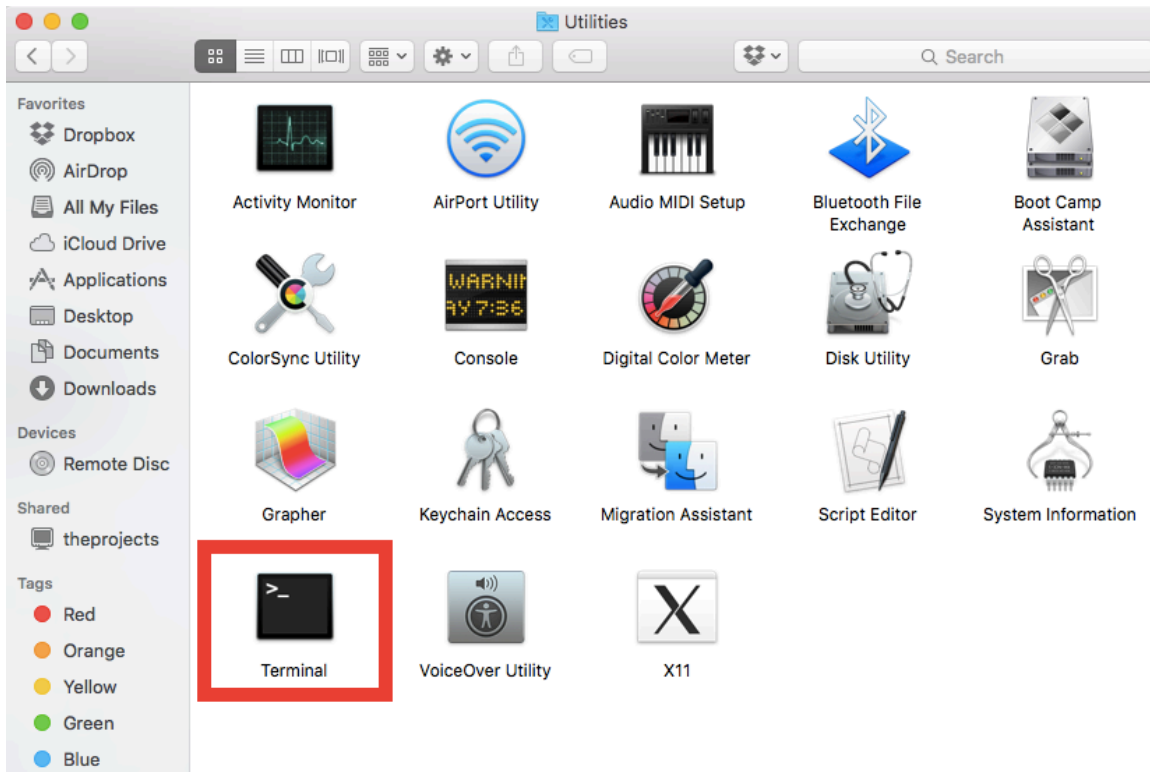 Utilities
Search
Favorites
Dropbox
AirDrop
All My Files
iCloud Drive
Applications
Desktop
Documents
Downloads
Devices
Remote Disc
Shared
theprojects
Tags
Red
Orange
Yellow
Green
Blue
Activity Monitor
AirPort Utility
Audio MIDI Setup
Bluetooth File
Exchange
Boot Camp
Assistant
WARNIN
AY 7:36
ColorSync Utility
Console
Digital Color Meter
Disk Utility
Grab
Grapher
Keychain Access
Migration Assistant
Script Editor
System Information
>_
Terminal
VoiceOver Utility
X
X11